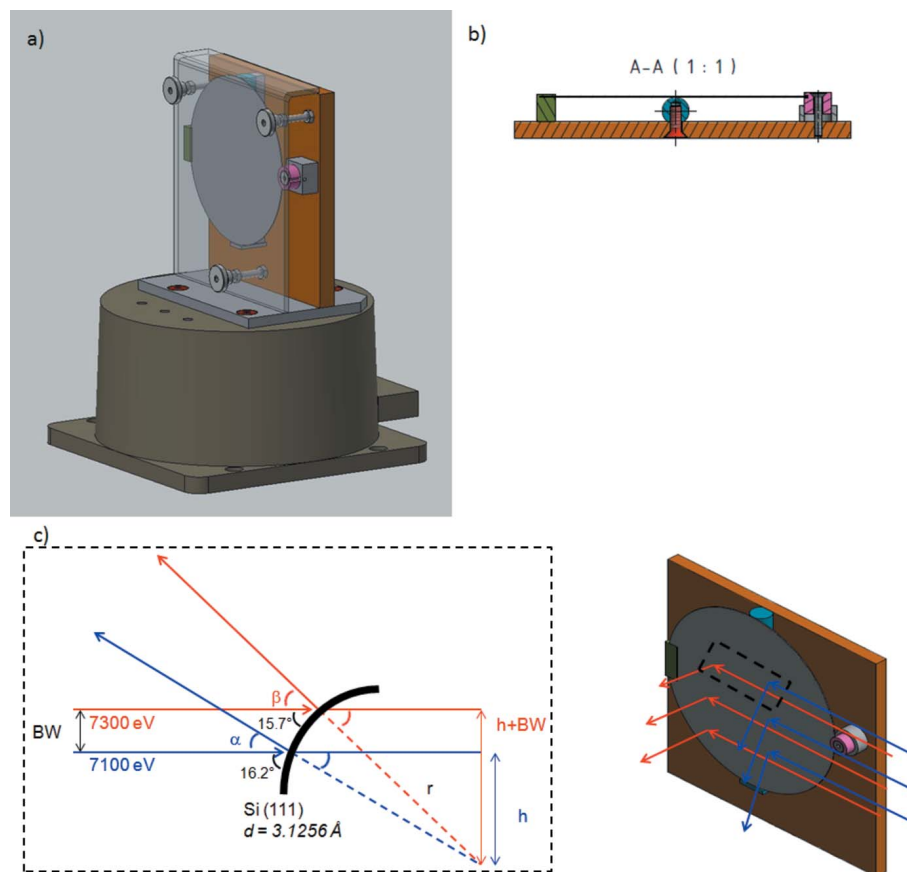 a)
b)
A-A ( 1 : 1 )
c)
β
h+BW
BW
7300 eV
15.7°
α
7100 eV
16.2°
r
h
Si (111)
d = 3.1256 Å